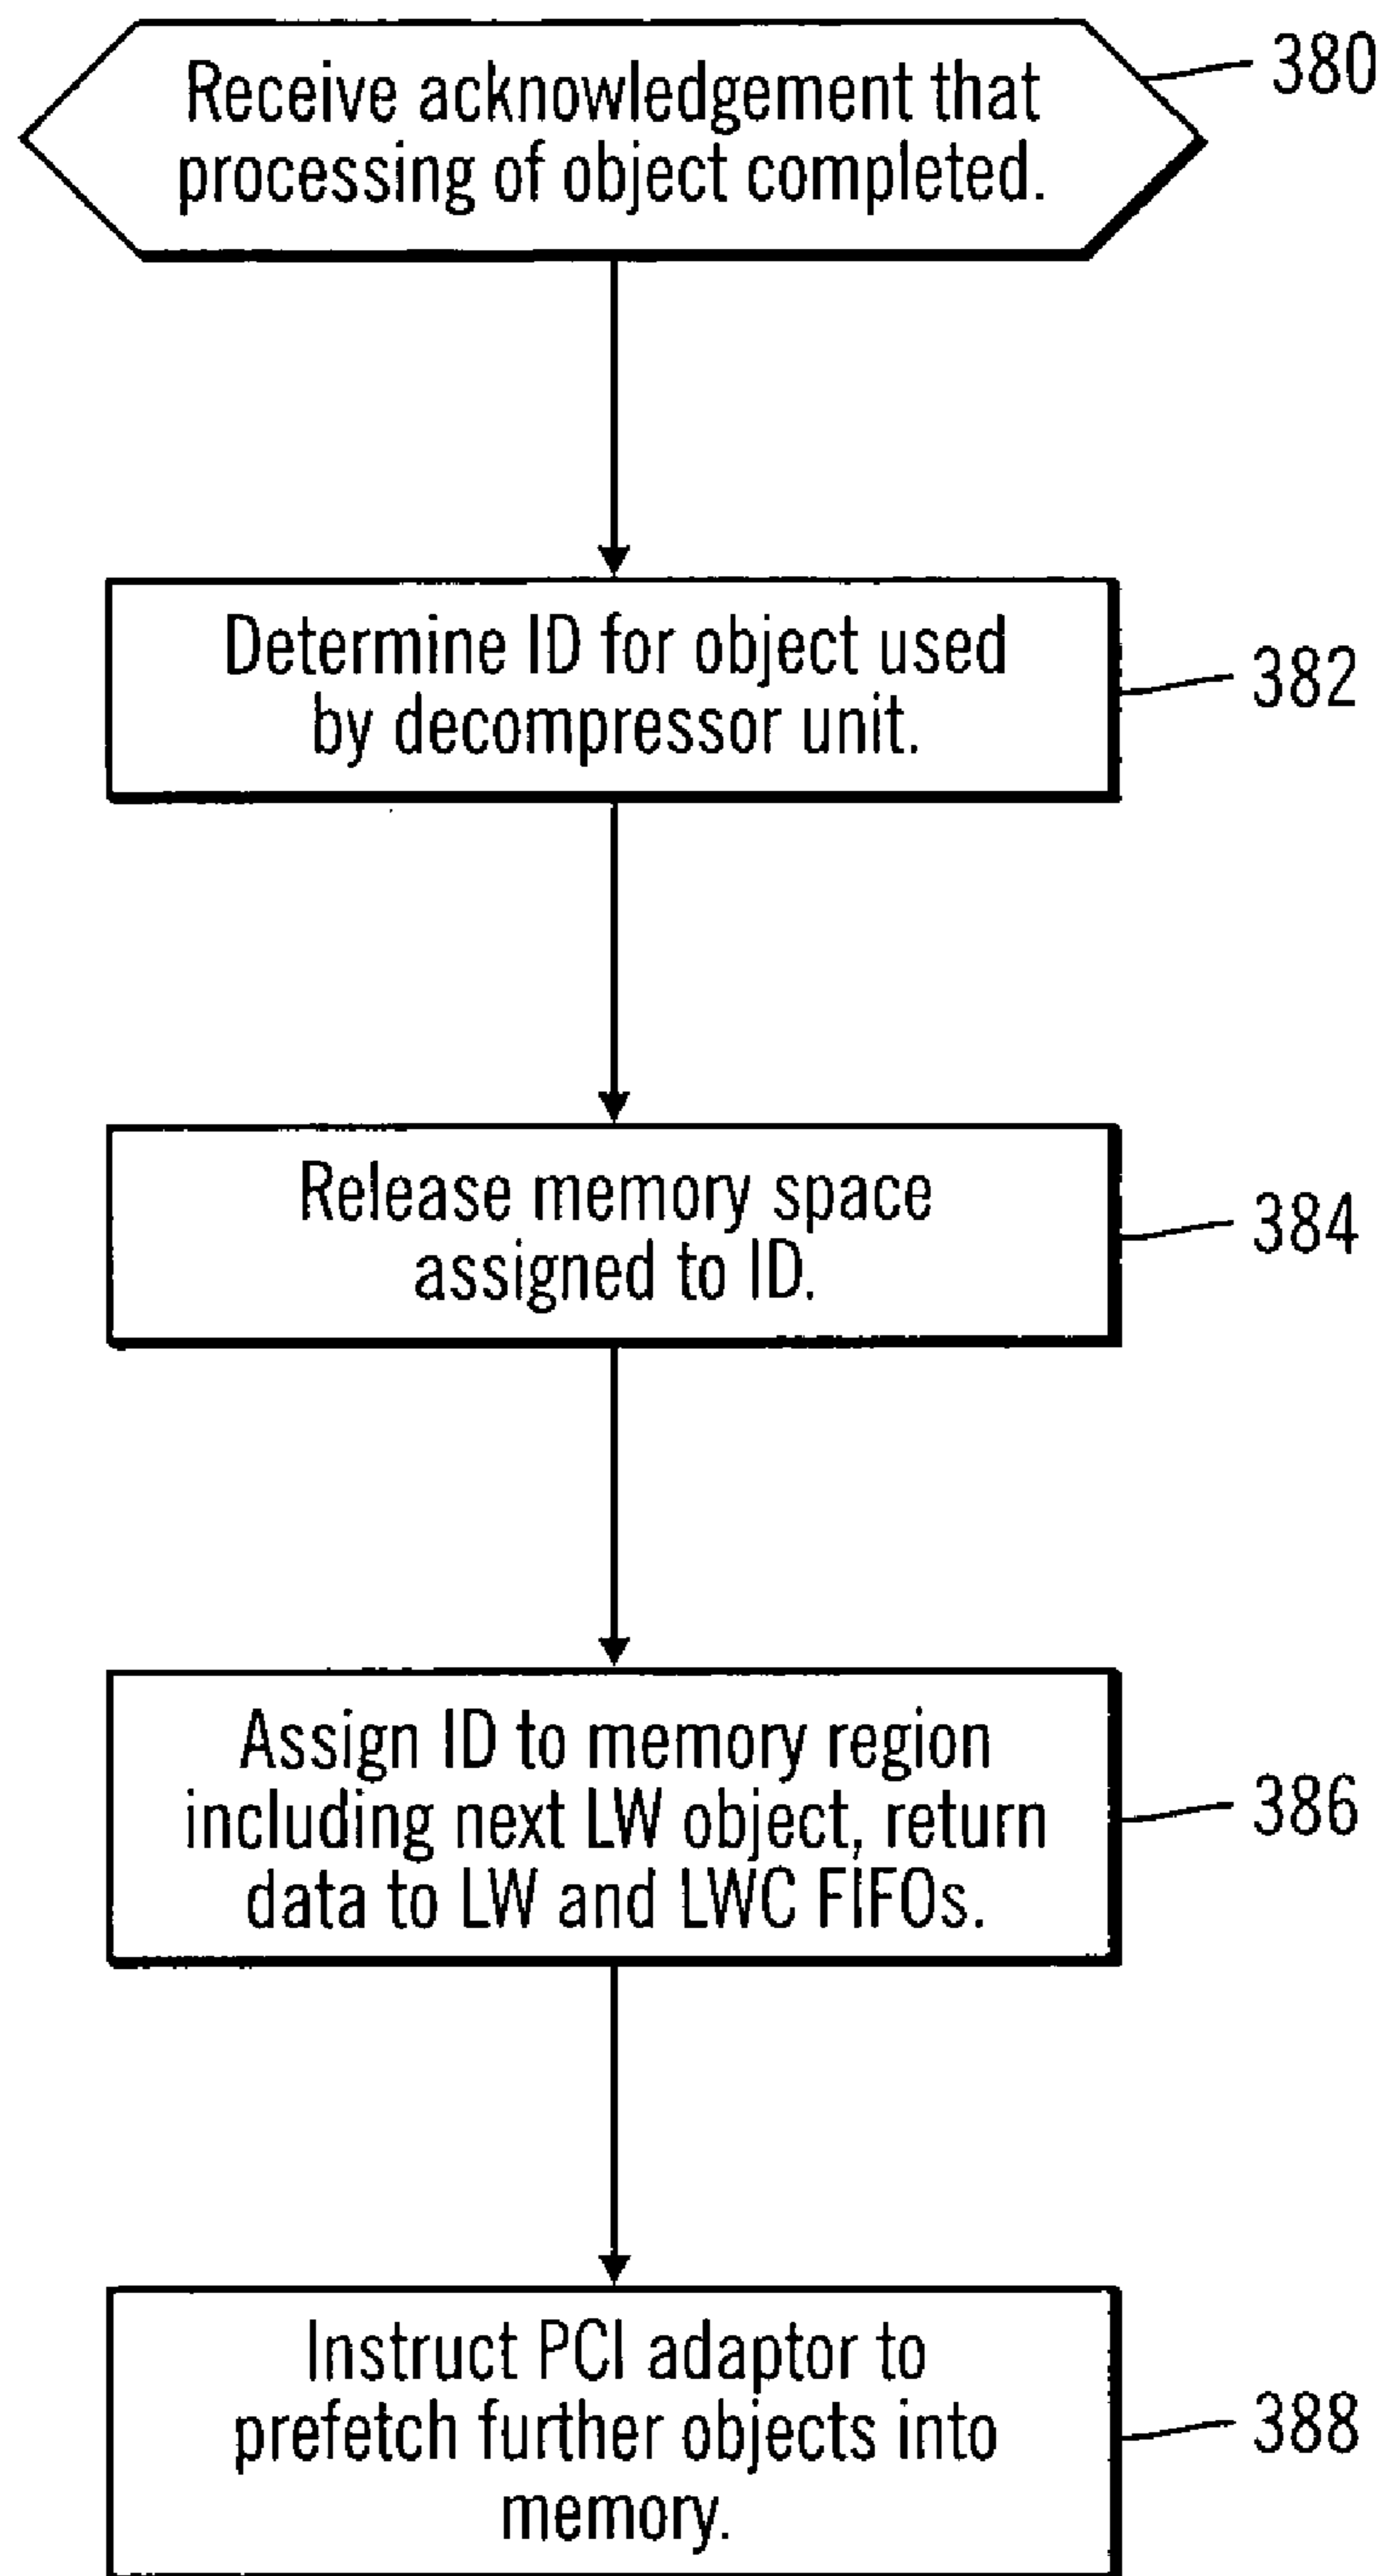 Receive acknowledgement that
processing of object completed.
380
Determine ID for object used
by decompressor unit.
382
Release memory space
assigned to ID.
384
Assign ID to memory region
including next LW object, return
data to LW and LWC FIFOs.
386
Instruct PCI adaptor to
prefetch further objects into
memory.
388